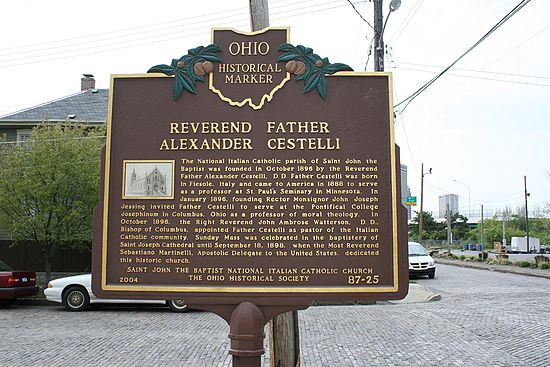 OHIO
HISTORICAL
MARKER
REVEREND FATHER
ALEXANDER CESTELLI
The National Italian Catholic parish of Saint John the
Baptist was founded in October 1896 by the Reverend
Father Alexander Cestelli, D.D. Father Cestelli was born
in Fiesole, Italy and came to America in 1888 to serve
as a professor at St. Paul's Seminary in Minnesota. In
January 1896, founding Rector Monsignor John Joseph
Jessing invited Father Cestelli to serve at the Pontifical College
Josephinum in Columbus, Ohio as a professor of moral theology. In
October 1896, the Right Reverend John Ambrose Watterson, D.D.,
Bishop of Columbus, appointed Father Cestelli as pastor of the Italian
Catholic community. Sunday Mass was celebrated in the baptistery of
Saint Joseph Cathedral until September 18, 1898, when the Most Reverend
Sebastiano Martinelli, Apostolic Delegate to the United States, dedicated
this historic church.
SAINT JOHN THE BAPTIST NATIONAL ITALIAN CATHOLIC CHURCH
THE OHIO HISTORICAL SOCIETY
2004
87-25